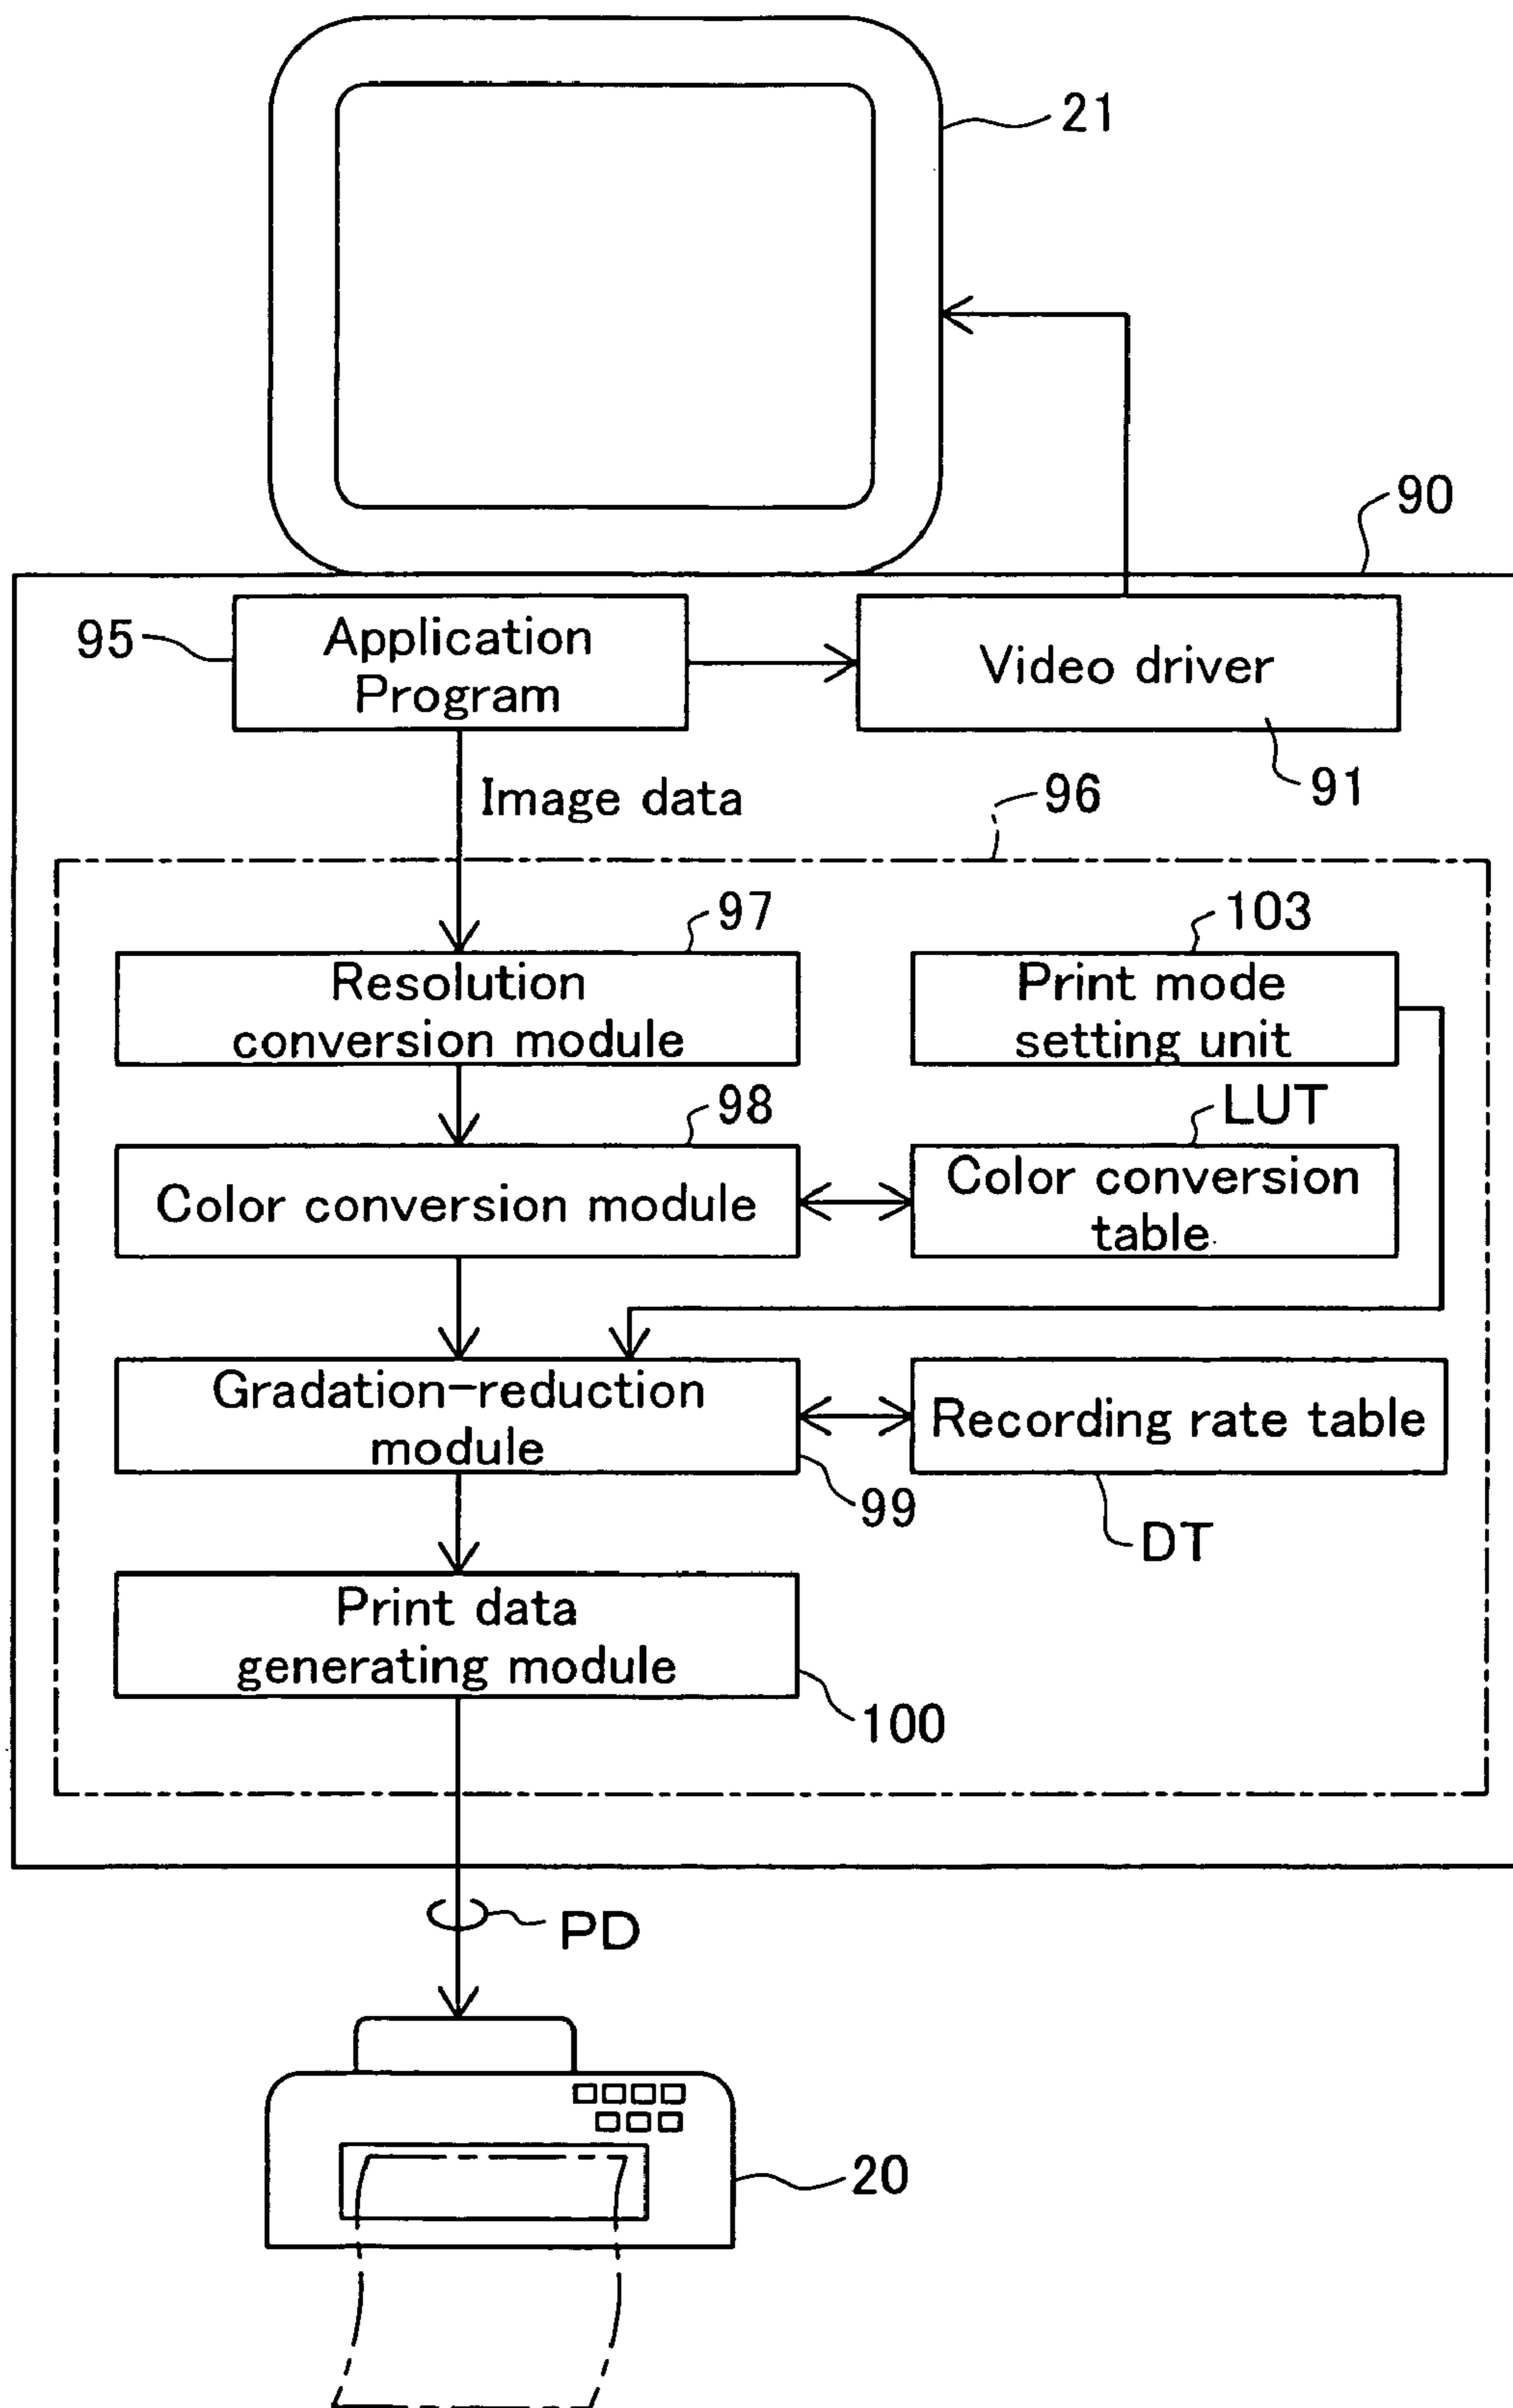 21
90
95
Application
Program
Video driver
91
Image data
96
97
103
Resolution
conversion module
Print mode
setting unit
98
LUT
Color conversion module
Color conversion
table
Gradation-reduction
module
Recording rate table
99
DT
Print data
generating module
100
PD
20